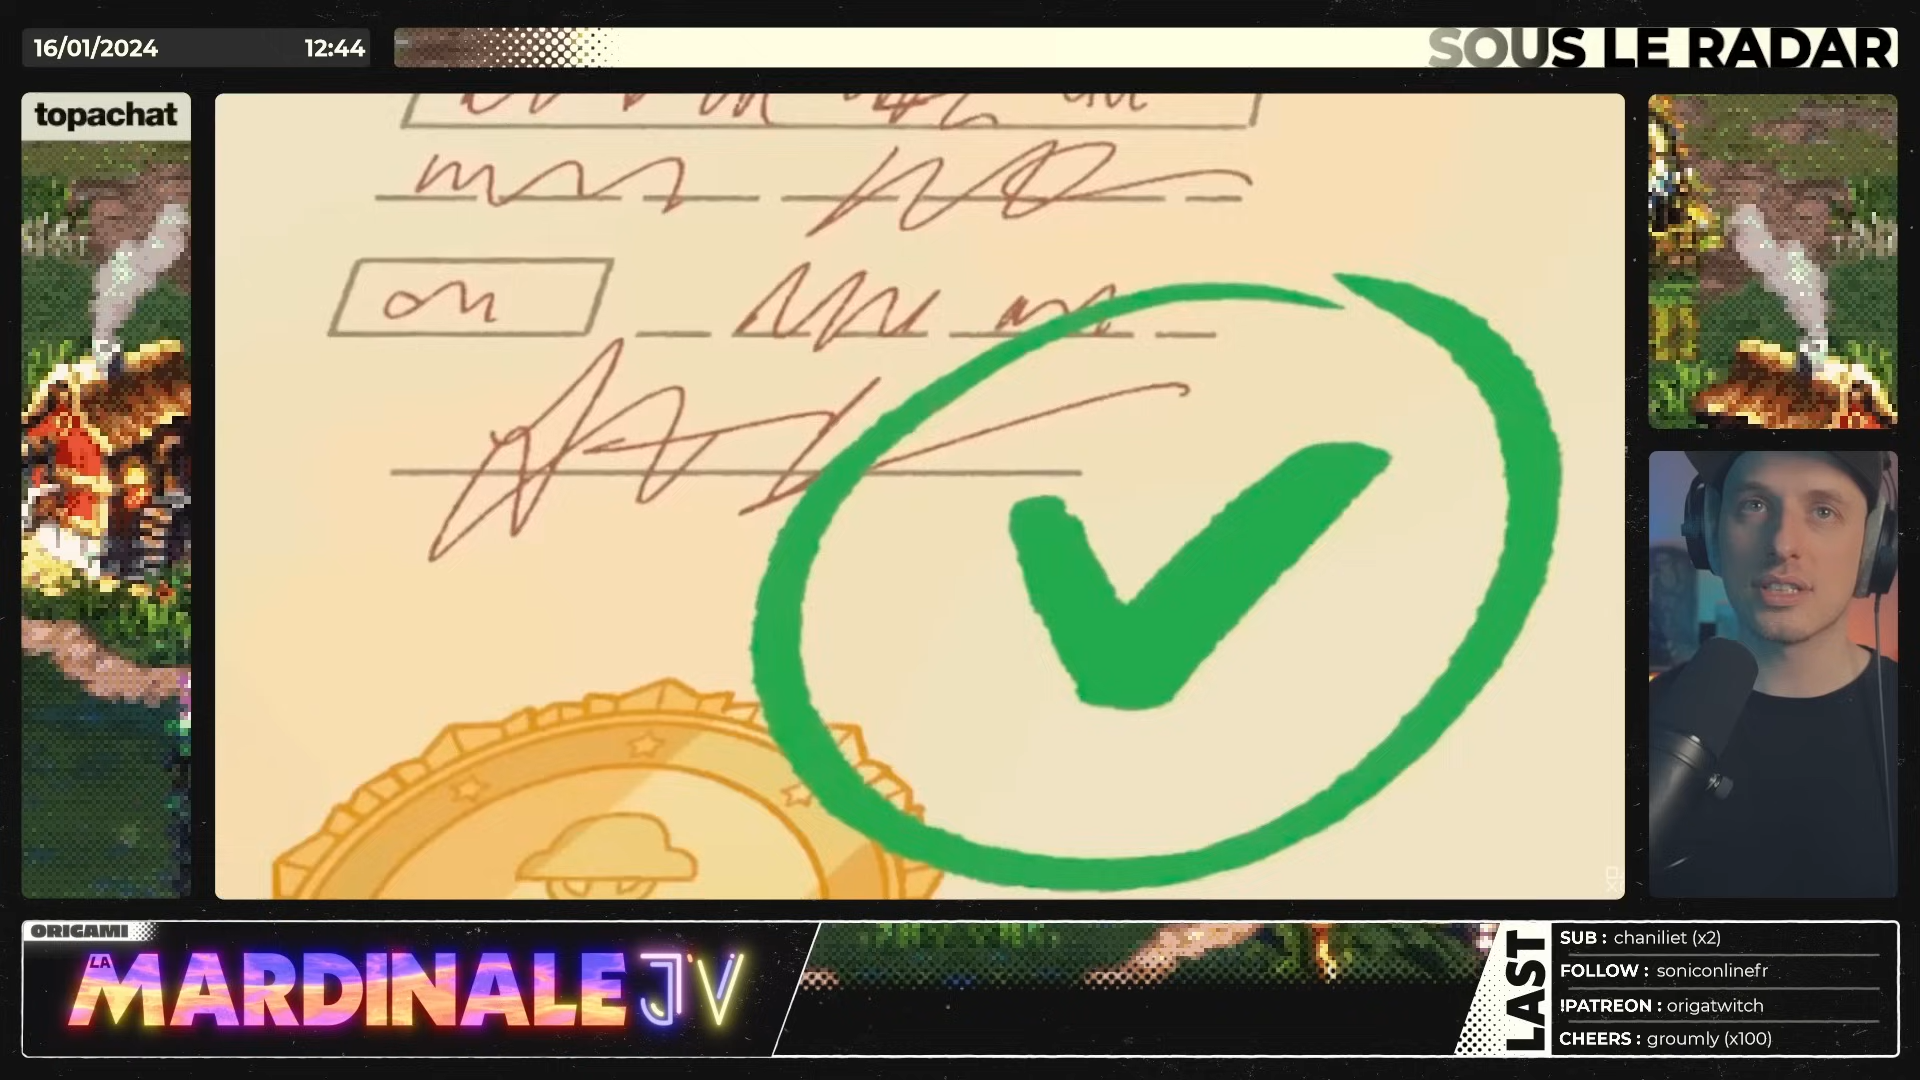 16/01/2024
12:44
SOUS LE RADAR
topachat
ORIGAMI
LA MARDINALE JV
LAST
SUB : chaniliet (x2)
FOLLOW : soniconlinefr
!PATREON : origatwitch
CHEERS : groumly (x100)